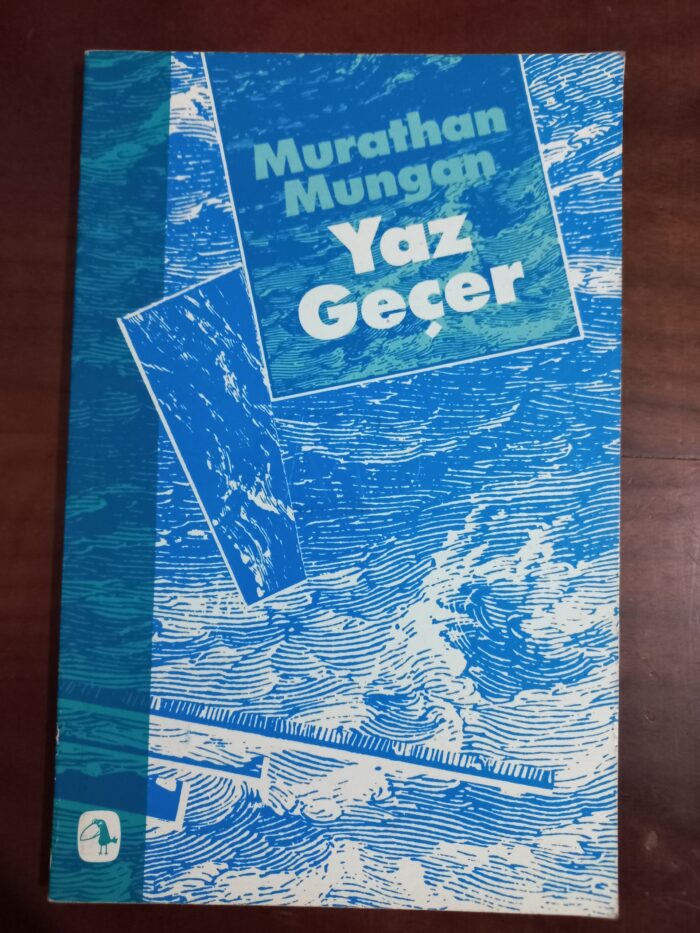 Murathan
Mungan
Yaz
Geçer